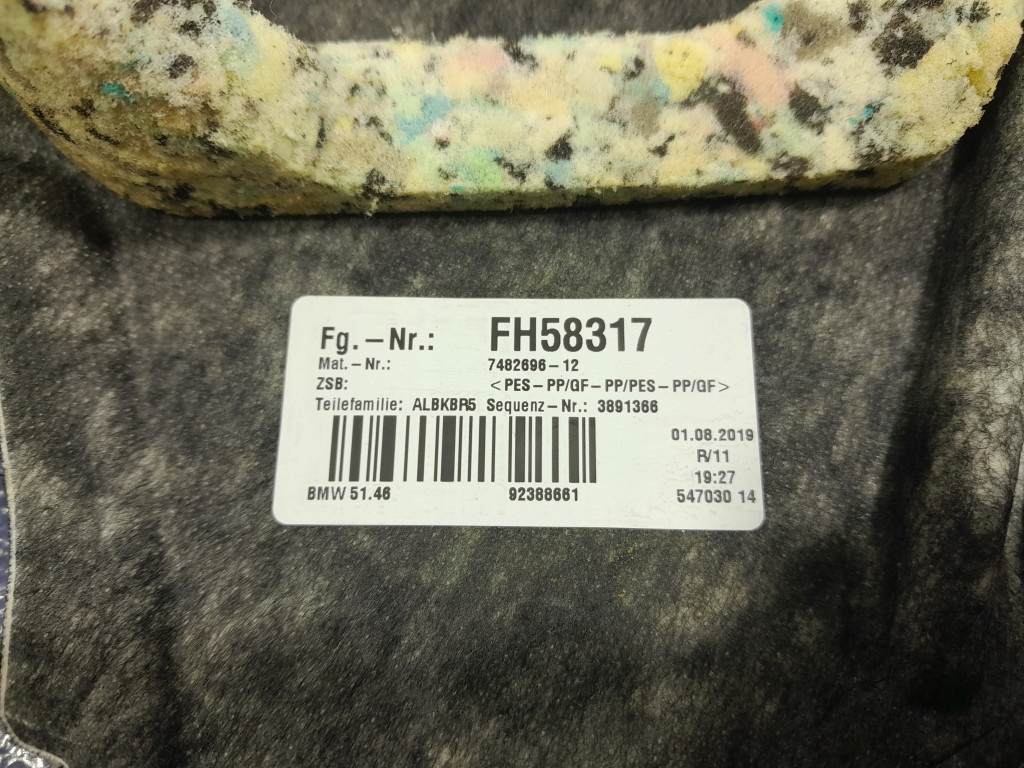 Fg.–Nr.: FH58317
Mat.–Nr.: 7482696–12
ZSB: <PES–PP/GF–PP/PES–PP/GF>
Teilefamilie: ALBKBR5 Sequenz–Nr.: 3891366
01.08.2019
R/11
19:27
BMW 51.46 92388661 547030 14